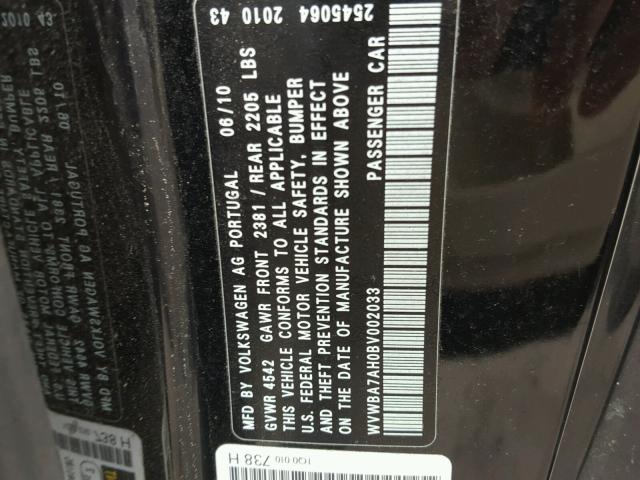 2010 43 2545064
MFD BY VOLKSWAGEN AG PORTUGAL 06/10
GVWR 4542 GAWR FRONT 2381 / REAR 2205 LBS
THIS VEHICLE CONFORMS TO ALL APPLICABLE
U.S. FEDERAL MOTOR VEHICLE SAFETY, BUMPER
AND THEFT PREVENTION STANDARDS IN EFFECT
ON THE DATE OF MANUFACTURE SHOWN ABOVE
WVWBA7AH0BV002033 PASSENGER CAR
1Q0 010 738 H